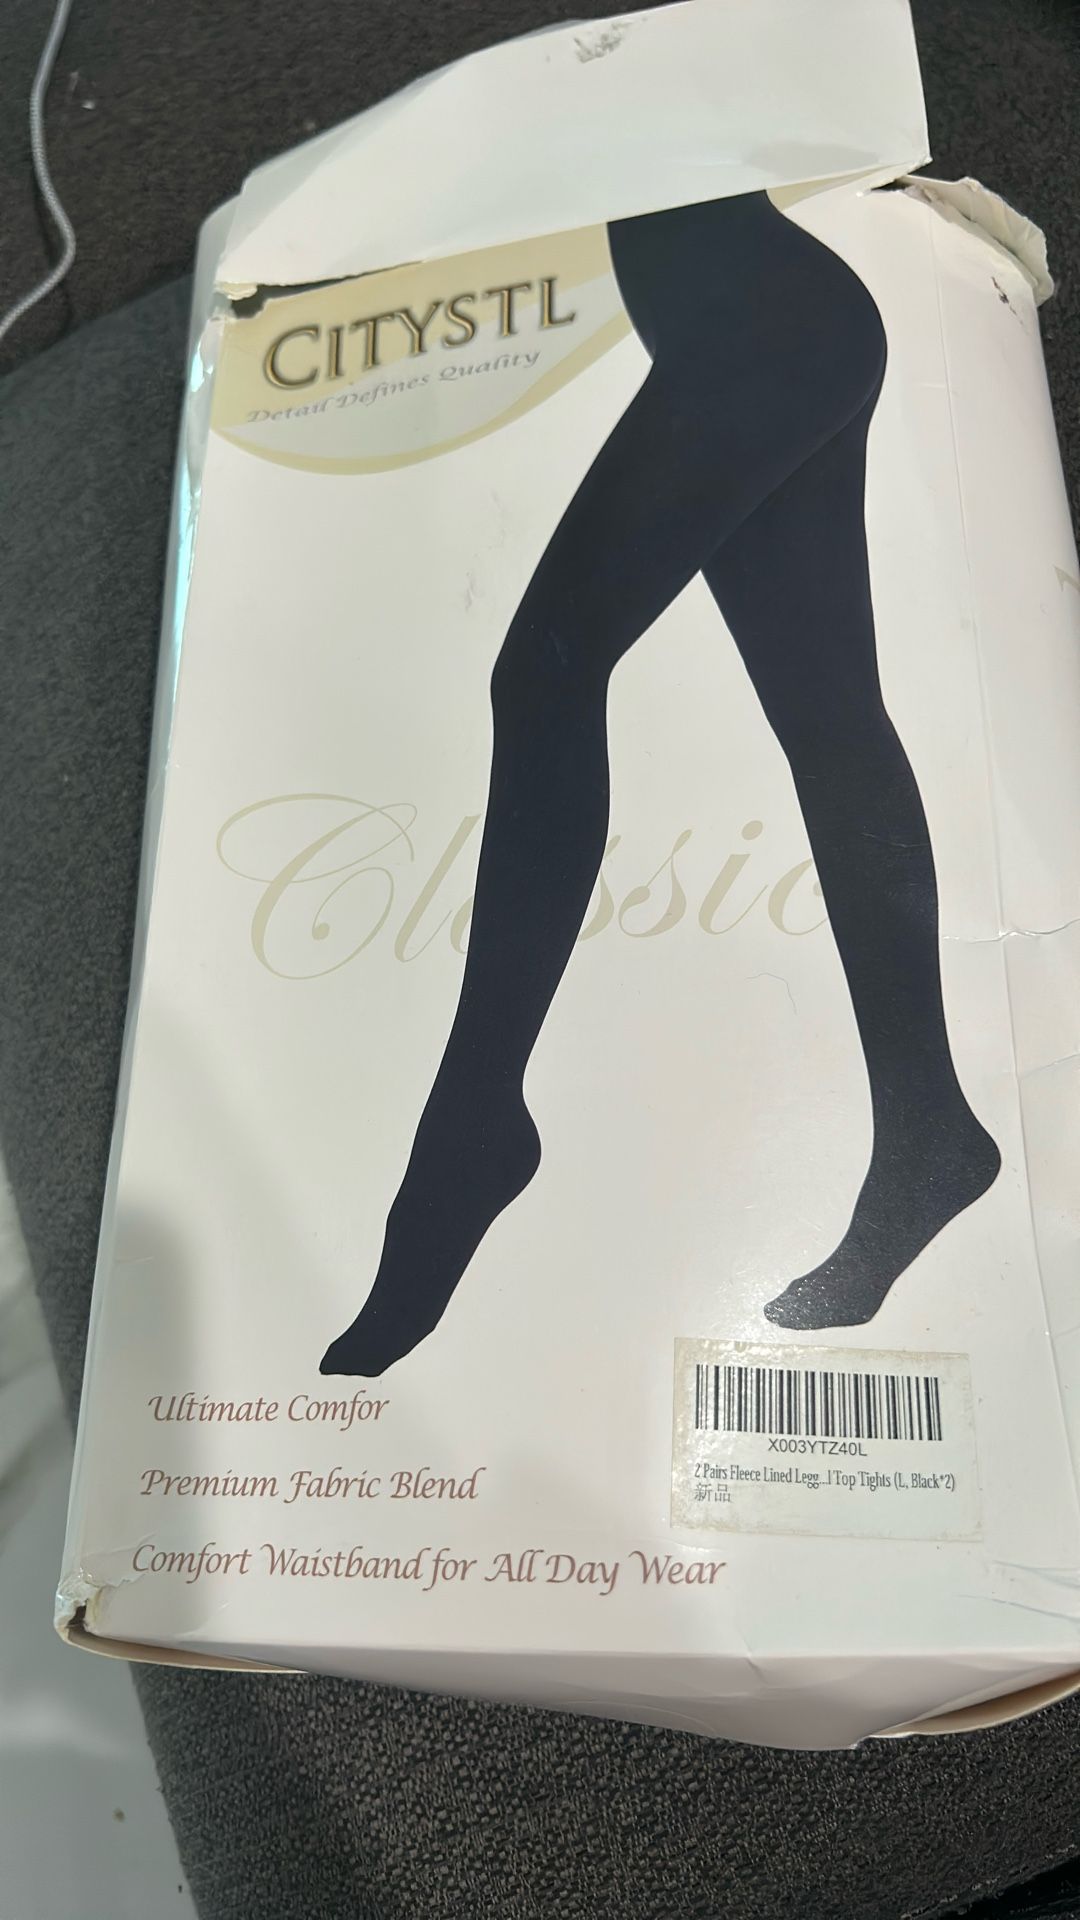 CITYSTL
Detail Defines Quality
Classic
Ultimate Comfor
Premium Fabric Blend
Comfort Waistband for All Day Wear
X003YTZ40L
2 Pairs Fleece Lined Legg...l Top Tights (L, Black*2)
新品